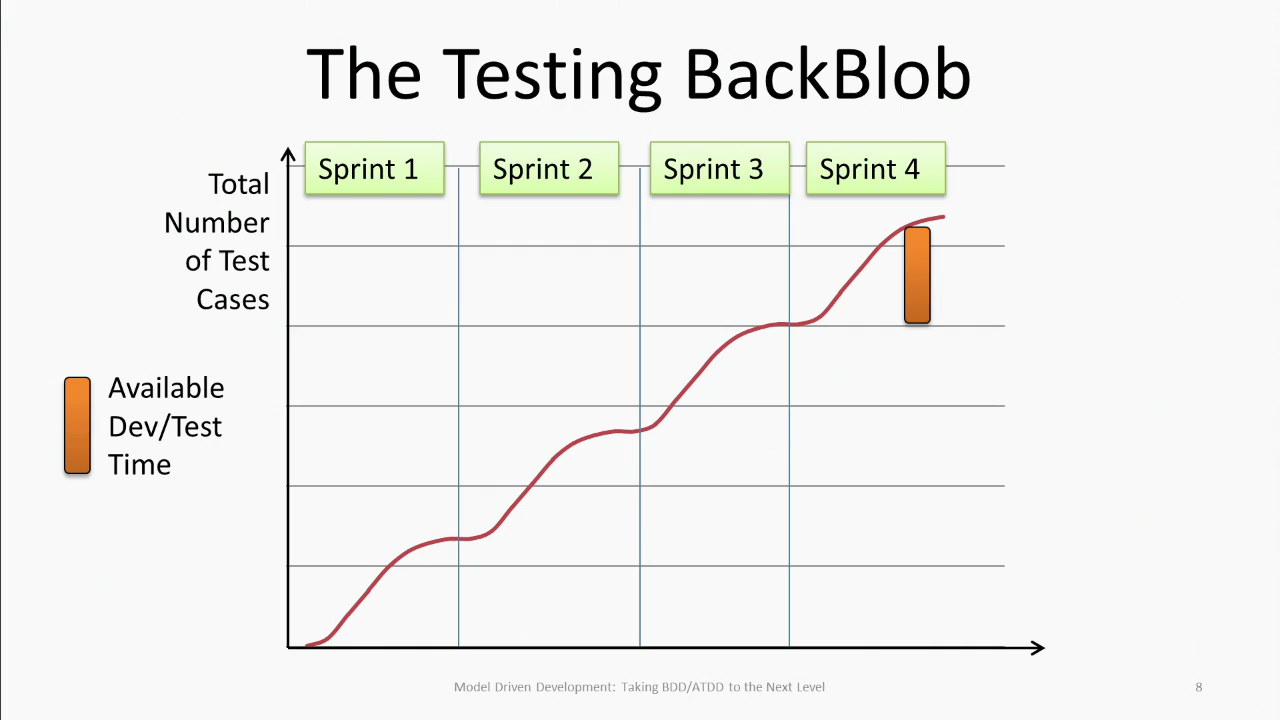 The Testing BackBlob
Sprint 1
Sprint 2
Sprint 3
Sprint 4
Total
Number
of Test
Cases
Available
Dev/Test
Time
Model Driven Development: Taking BDD/ATDD to the Next Level
8